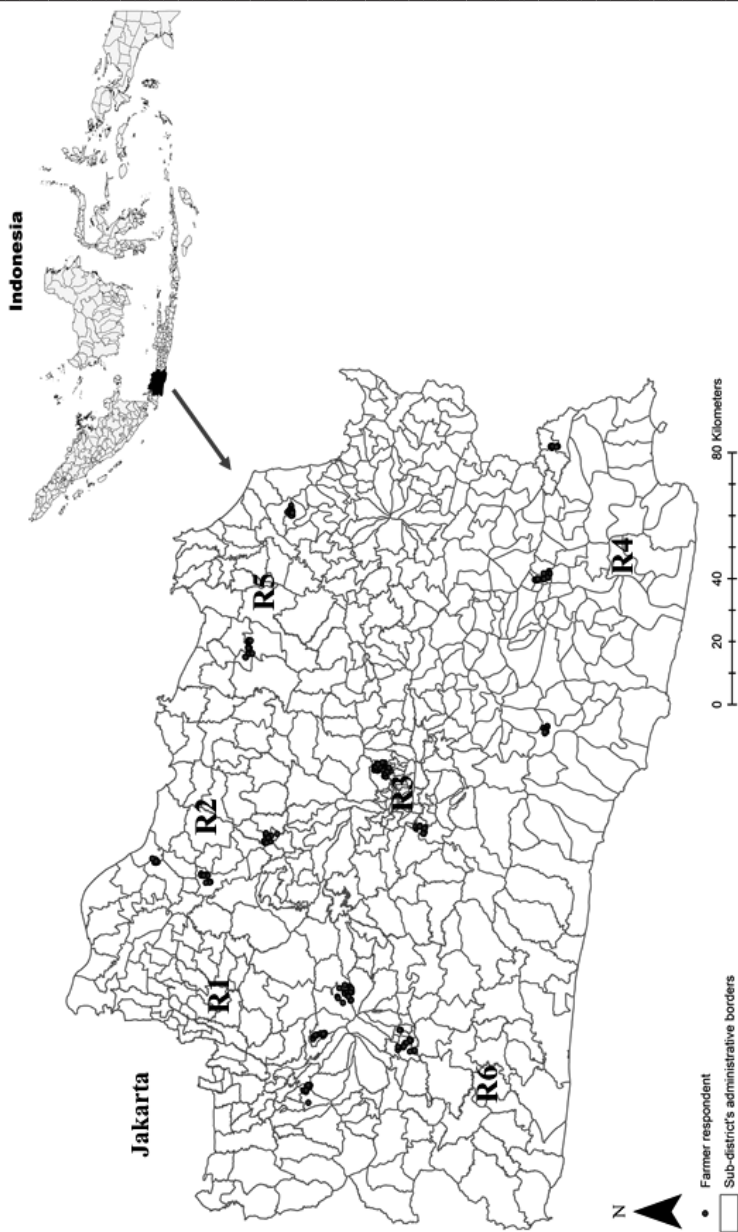 Indonesia
Jakarta
R1
R2
R5
R3
R6
R4
N
0 20 40 80 Kilometers
Farmer respondent
Sub-district's administrative borders